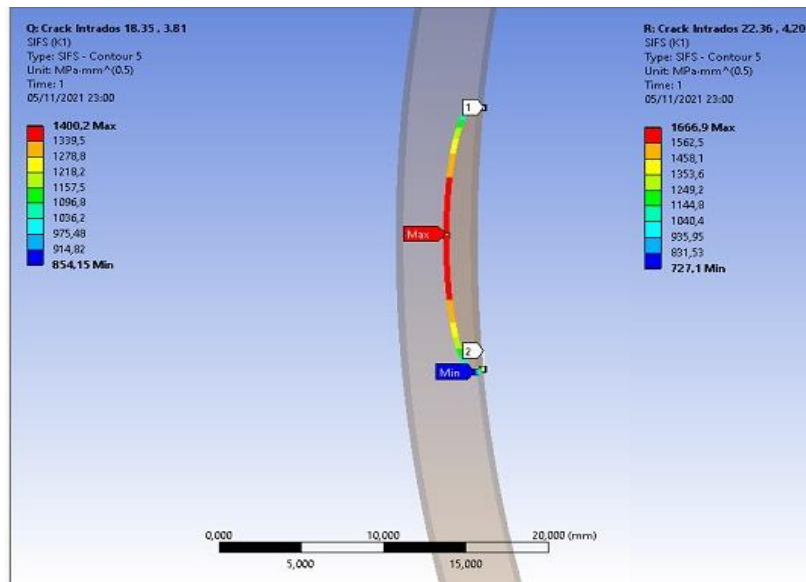 Q: Crack Intrados 18.35 , 3.81
SIFS (K1)
Type: SIFS - Contour 5
Unit: MPa·mm^(0.5)
Time: 1
05/11/2021 23:00
1400,2 Max
1339,5
1278,8
1218,2
1157,5
1096,8
1036,2
975,48
914,82
854,15 Min
1
Max
2
Min
0,000
10,000
20,000 (mm)
5,000
15,000
R: Crack Intrados 22.36 , 4,20
SIFS (K1)
Type: SIFS - Contour 5
Unit: MPa·mm^(0.5)
Time: 1
05/11/2021 23:00
1666,9 Max
1562,5
1458,1
1353,6
1249,2
1144,8
1040,4
935,95
831,53
727,1 Min